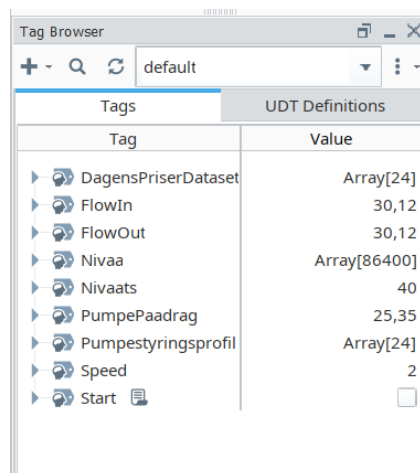 Tag Browser
default
Tags UDT Definitions
Tag Value
DagensPriserDataset Array[24]
FlowIn 30,12
FlowOut 30,12
Nivaa Array[86400]
Nivaats 40
PumpePaadrag 25,35
Pumpestyringsprofil Array[24]
Speed 2
Start